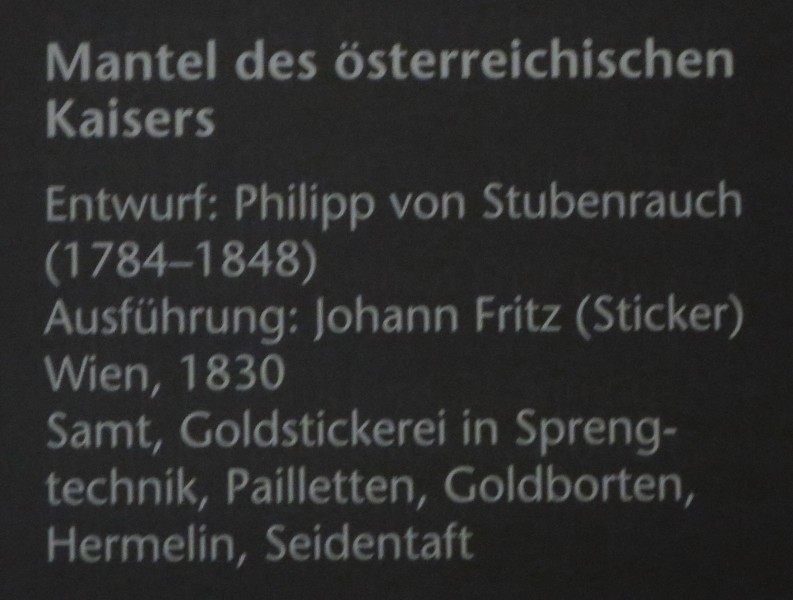 Mantel des österreichischen
Kaisers
Entwurf: Philipp von Stubenrauch
(1784–1848)
Ausführung: Johann Fritz (Sticker)
Wien, 1830
Samt, Goldstickerei in Spreng-
technik, Pailletten, Goldborten,
Hermelin, Seidentaft